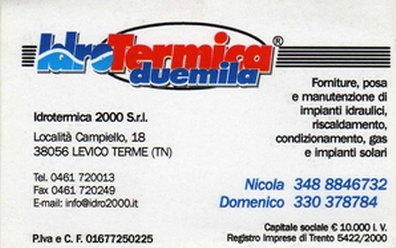 IdroTermica ®
duemila
Forniture, posa
e manutenzione di
impianti idraulici,
riscaldamento,
condizionamento, gas
e impianti solari
Idrotermica 2000 S.r.l.
Località Campiello, 18
38056 LEVICO TERME (TN)
Tel. 0461 720013
Fax 0461 720249
E-mail: info@idro2000.it
Nicola 348 8846732
Domenico 330 378784
P.Iva e C. F. 01677250225
Capitale sociale € 10.000 i. V.
Registro Imprese di Trento 5422/2000